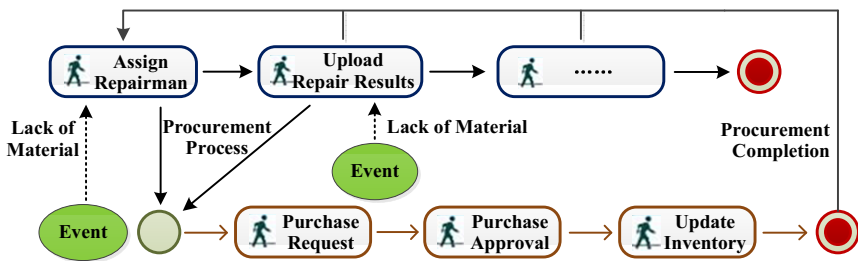 Assign
Repairman
Upload
Repair Results
......
Lack of
Material
Procurement
Process
Lack of Material
Procurement
Completion
Event
Event
Purchase
Request
Purchase
Approval
Update
Inventory